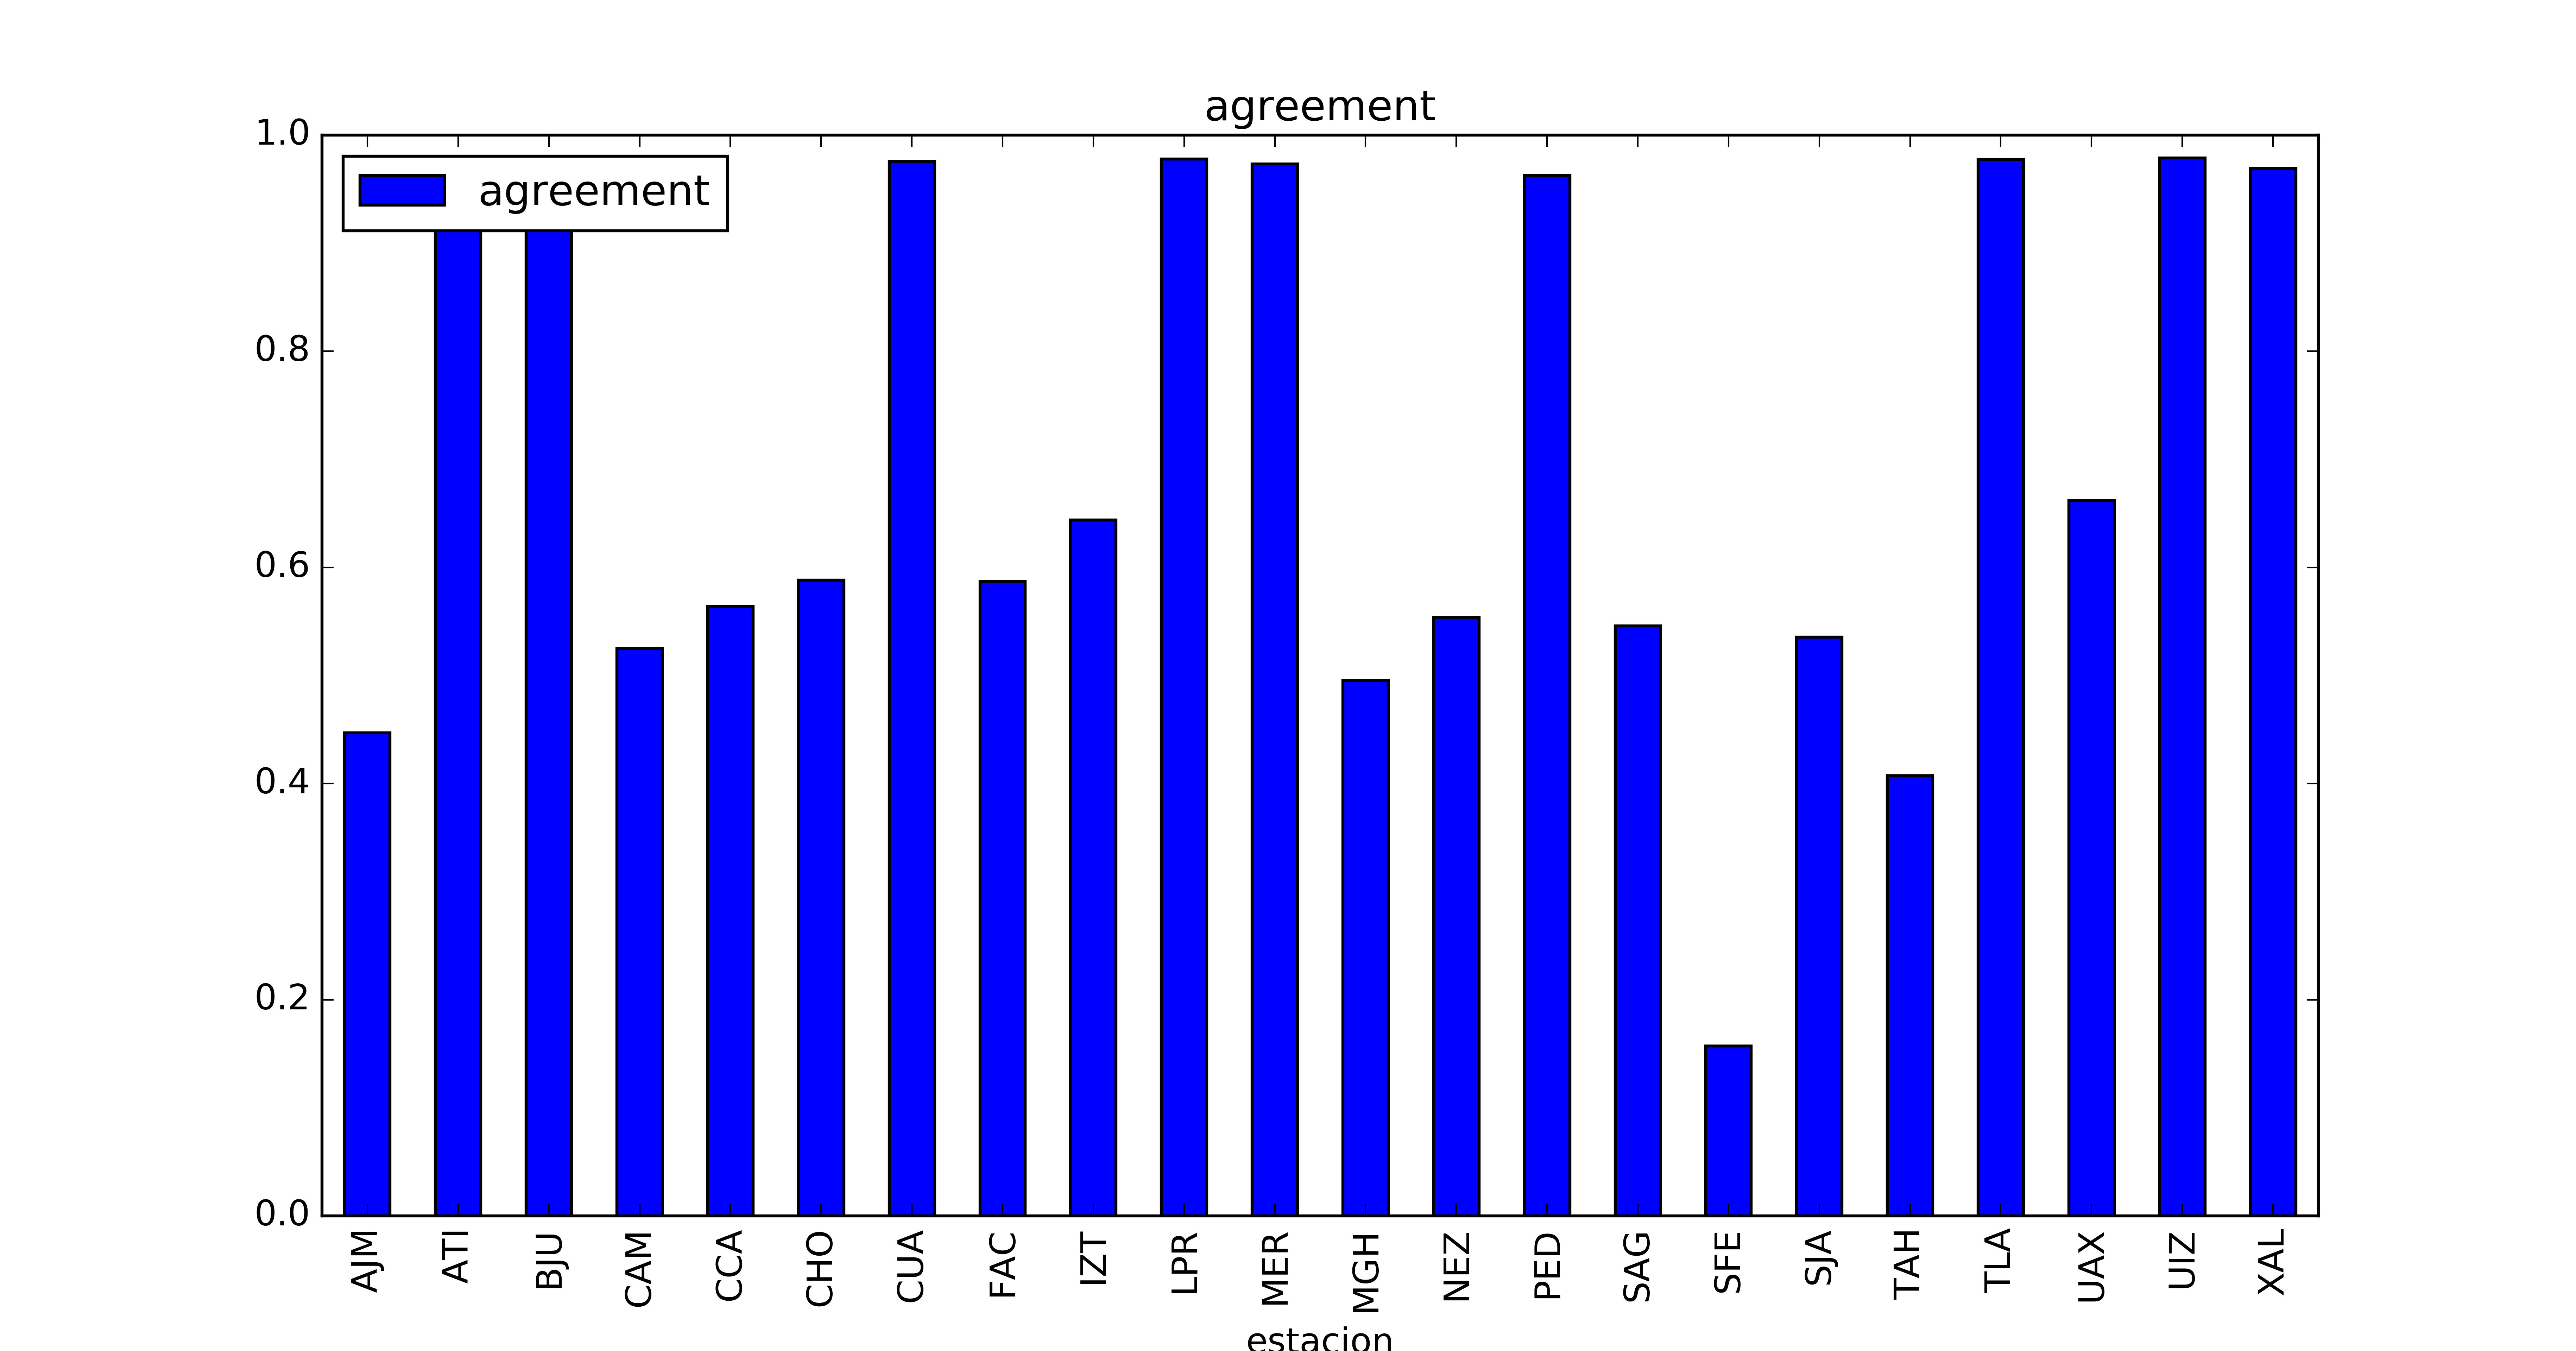 agreement
agreement
1.0
0.8
0.6
0.4
0.2
0.0
AJM
ATI
BJU
CAM
CCA
CHO
CUA
FAC
IZT
LPR
MER
MGH
NEZ
PED
SAG
SFE
SJA
TAH
TLA
UAX
UIZ
XAL
estacion